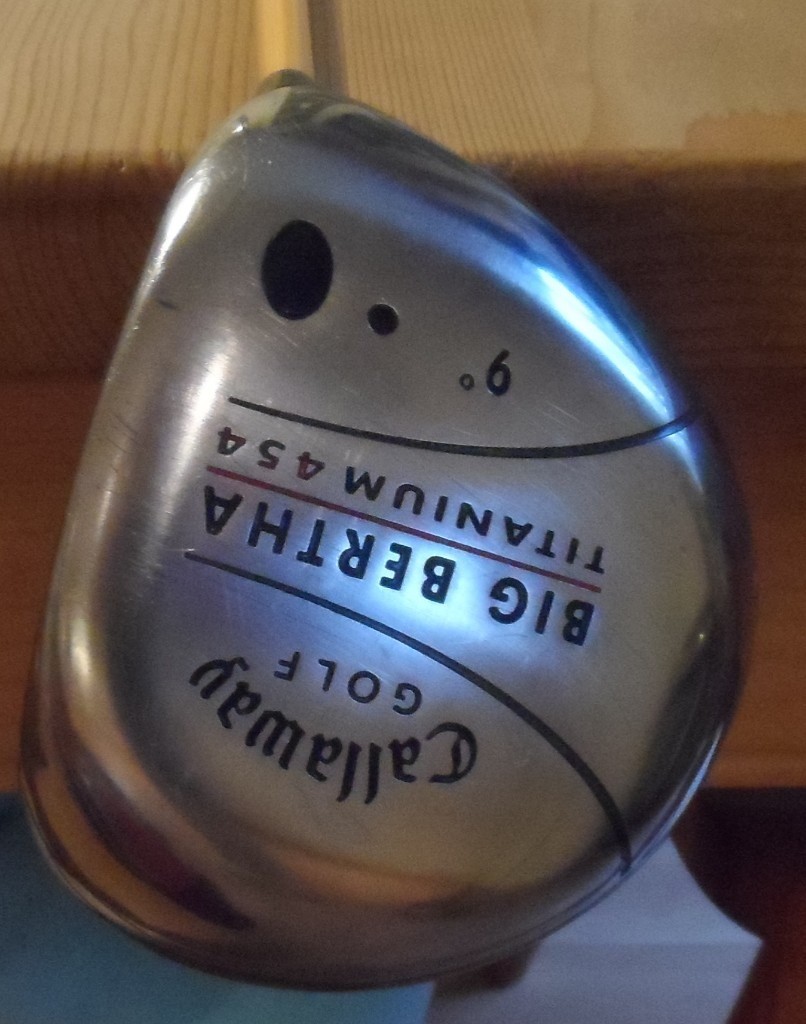 Callaway
GOLF
BIG BERTHA
TITANIUM 454
9°